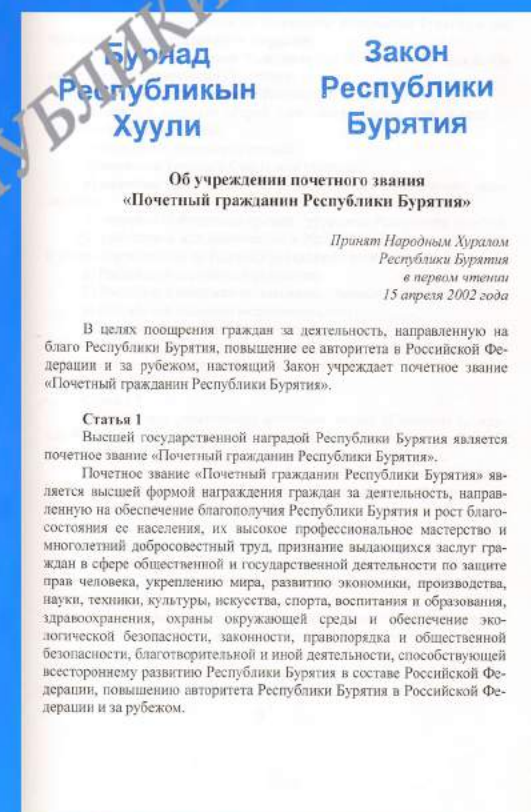 УБЛИКИ
Буряад
Республикын
Хуули
Закон
Республики
Бурятия
Об учреждении почетного звания
«Почетный гражданин Республики Бурятия»
Принят Народным Хуралом
Республики Бурятия
в первом чтении
15 апреля 2002 года
В целях поощрения граждан за деятельность, направленную на
благо Республики Бурятия, повышение ее авторитета в Российской Фе-
дерации и за рубежом, настоящий Закон учреждает почетное звание
«Почетный гражданин Республики Бурятия».
Статья 1
Высшей государственной наградой Республики Бурятия является
почетное звание «Почетный гражданин Республики Бурятия».
Почетное звание «Почетный гражданин Республики Бурятия» яв-
ляется высшей формой награждения граждан за деятельность, направ-
ленную на обеспечение благополучия Республики Бурятия и рост благо-
состояния ее населения, их высокое профессиональное мастерство и
многолетний добросовестный труд, признание выдающихся заслуг гра-
ждан в сфере общественной и государственной деятельности по защите
прав человека, укреплению мира, развитию экономики, производства,
науки, техники, культуры, искусства, спорта, воспитания и образования,
здравоохранения, охраны окружающей среды и обеспечение эко-
логической безопасности, законности, правопорядка и общественной
безопасности, благотворительной и иной деятельности, способствующей
всестороннему развитию Республики Бурятия в составе Российской Фе-
дерации, повышению авторитета Республики Бурятия в Российской Фе-
дерации и за рубежом.